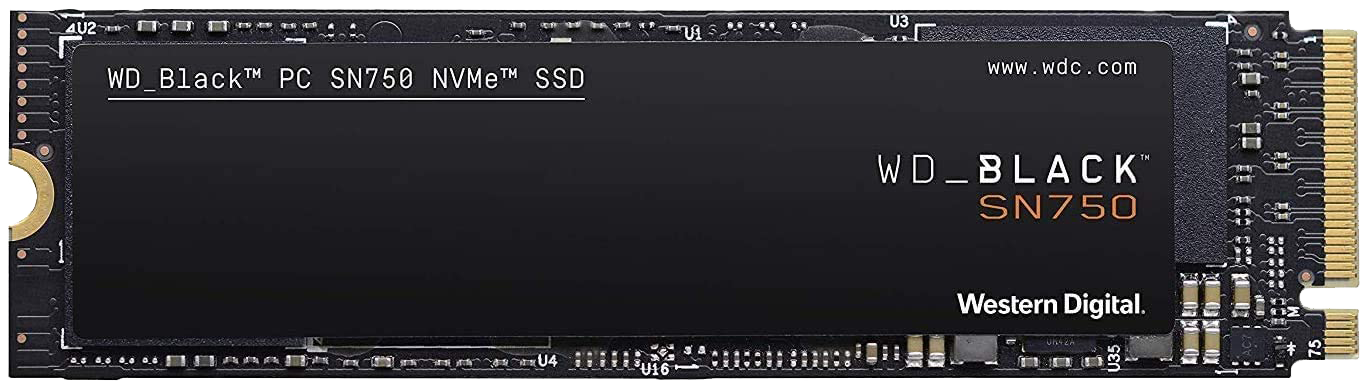 U2
U1
U3
WD_Black™ PC SN750 NVMe™ SSD
www.wdc.com
WD_BLACK™
SN750
Western Digital.
M
U4
U16
U35
75